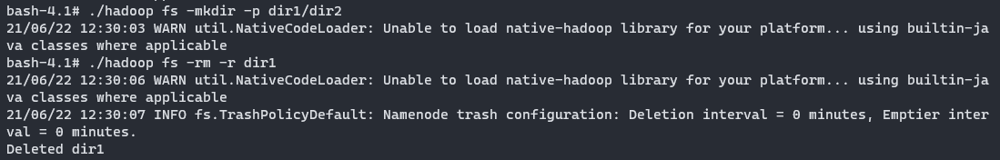 bash-4.1# ./hadoop fs -mkdir -p dir1/dir2
21/06/22 12:30:03 WARN util.NativeCodeLoader: Unable to load native-hadoop library for your platform... using builtin-ja
va classes where applicable
bash-4.1# ./hadoop fs -rm -r dir1
21/06/22 12:30:06 WARN util.NativeCodeLoader: Unable to load native-hadoop library for your platform... using builtin-ja
va classes where applicable
21/06/22 12:30:07 INFO fs.TrashPolicyDefault: Namenode trash configuration: Deletion interval = 0 minutes, Emptier inter
val = 0 minutes.
Deleted dir1